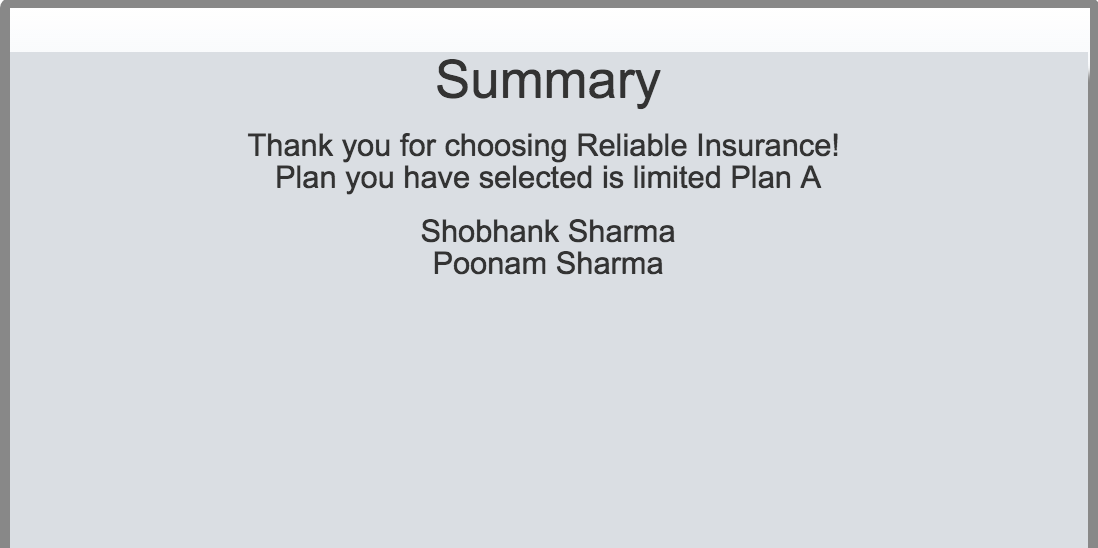 Summary
Thank you for choosing Reliable Insurance!
Plan you have selected is limited Plan A
Shobhank Sharma
Poonam Sharma